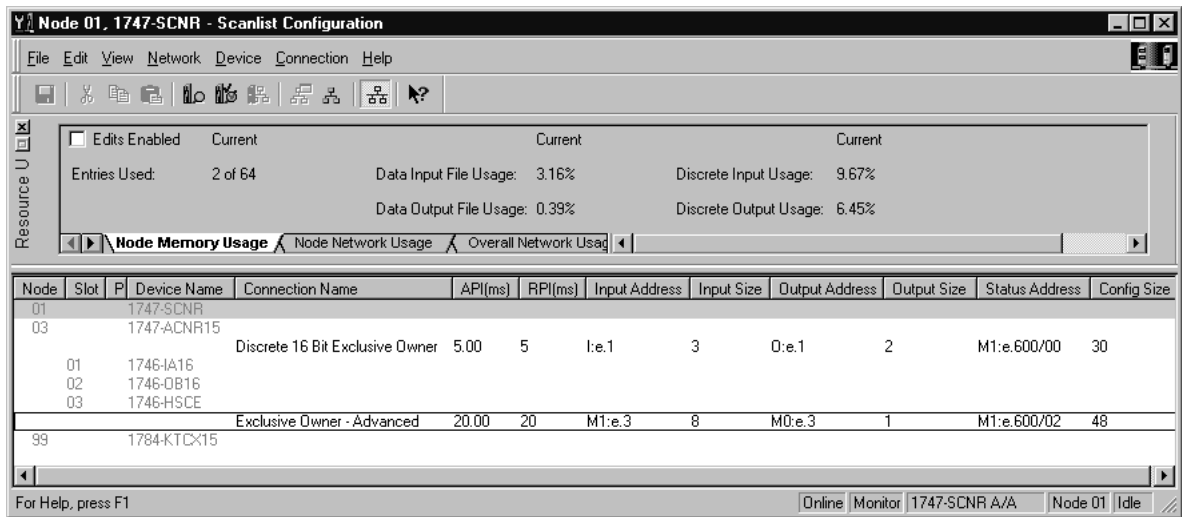 Node 01, 1747-SCNR - Scanlist Configuration
File Edit View Network Device Connection Help
Resource U
Edits Enabled Current Current Current
Entries Used: 2 of 64 Data Input File Usage: 3.16% Discrete Input Usage: 9.67%
Data Output File Usage: 0.39% Discrete Output Usage: 6.45%
Node Memory Usage Node Network Usage Overall Network Usag
Node Slot P Device Name Connection Name API(ms) RPI(ms) Input Address Input Size Output Address Output Size Status Address Config Size
01 1747-SCNR
03 1747-ACNR15
Discrete 16 Bit Exclusive Owner 5.00 5 I:e.1 3 O:e.1 2 M1:e.600/00 30
01 1746-IA16
02 1746-OB16
03 1746-HSCE
Exclusive Owner - Advanced 20.00 20 M1:e.3 8 M0:e.3 1 M1:e.600/02 48
99 1784-KTCX15
For Help, press F1 Online Monitor 1747-SCNR A/A Node 01 Idle